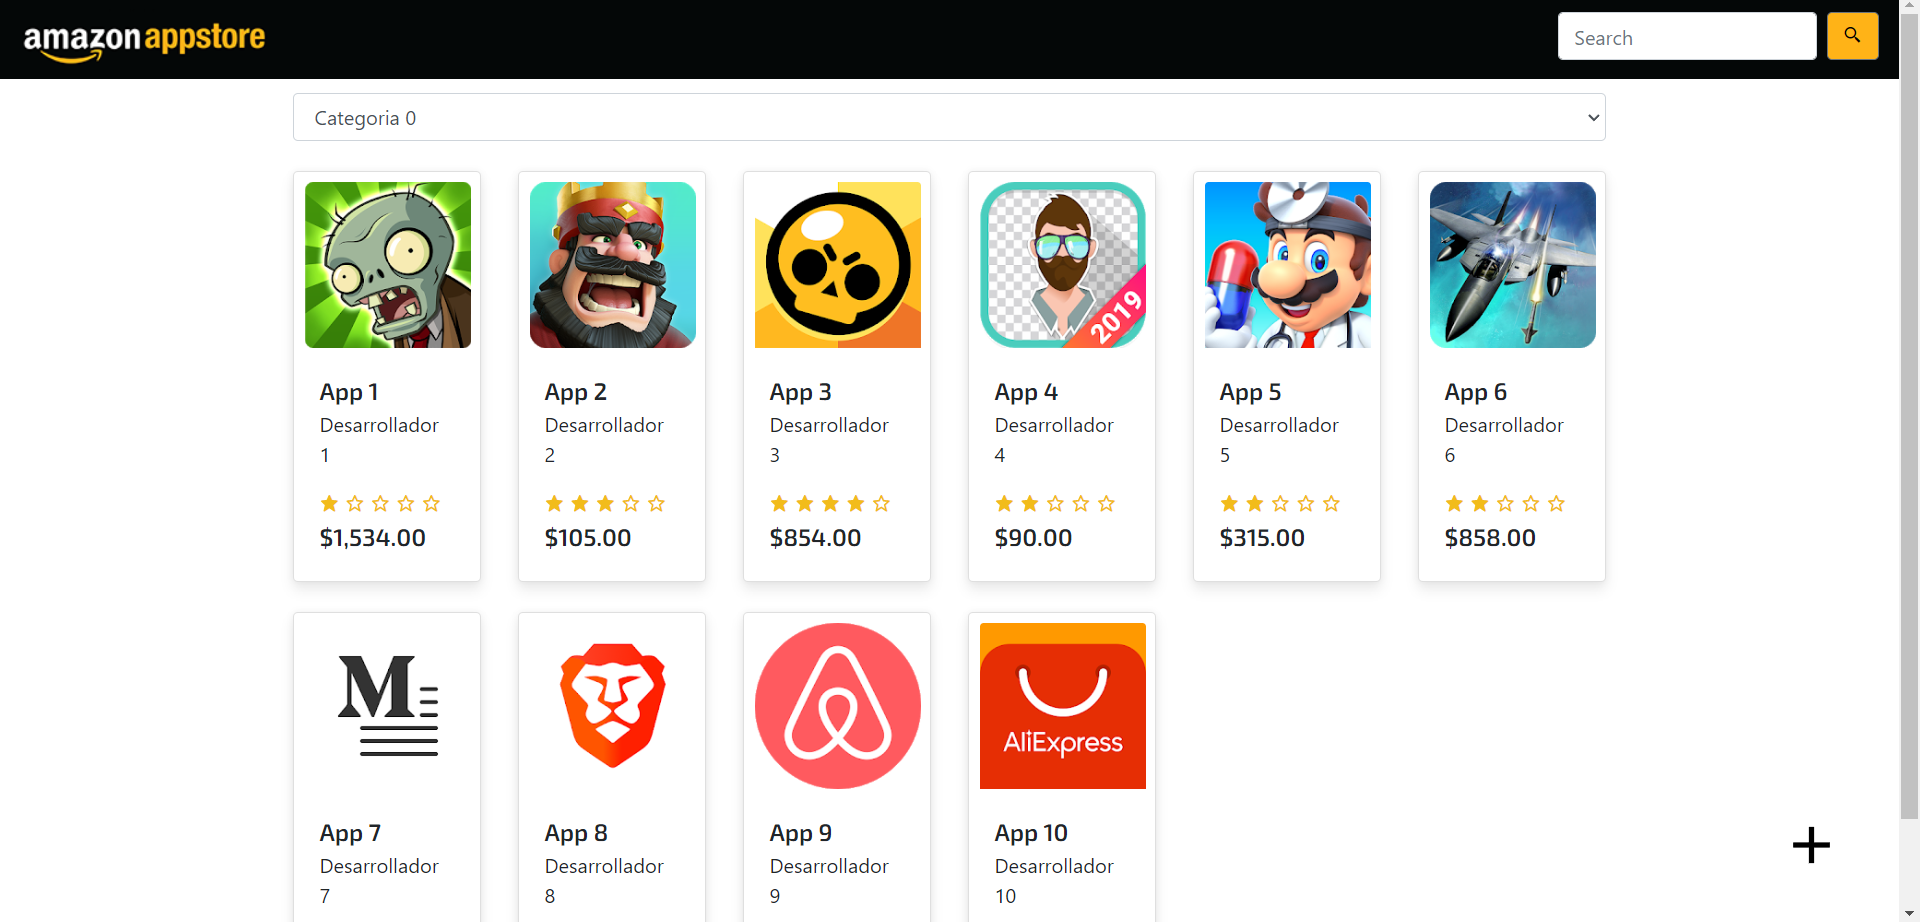 amazon appstore
Search
Categoria 0
2019
App 1
Desarrollador
1
$1,534.00
App 2
Desarrollador
2
$105.00
App 3
Desarrollador
3
$854.00
App 4
Desarrollador
4
$90.00
App 5
Desarrollador
5
$315.00
App 6
Desarrollador
6
$858.00
M
AliExpress
App 7
Desarrollador
7
App 8
Desarrollador
8
App 9
Desarrollador
9
App 10
Desarrollador
10